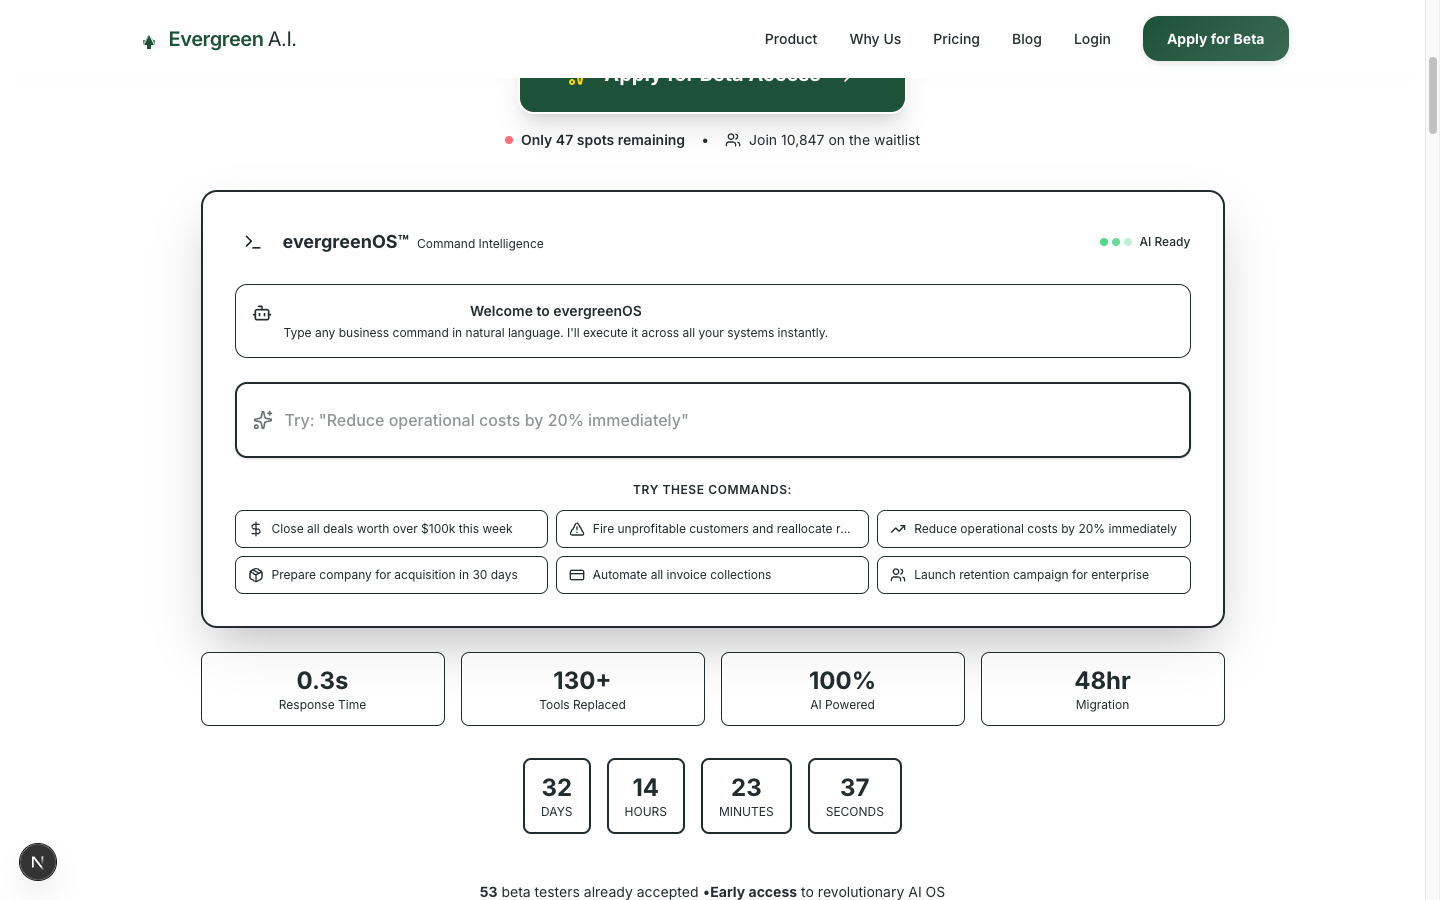 Evergreen A.I.
Product
Why Us
Pricing
Blog
Login
Apply for Beta
Apply for Beta Access
Only 47 spots remaining • Join 10,847 on the waitlist
evergreenOS™ Command Intelligence
AI Ready
Welcome to evergreenOS
Type any business command in natural language. I'll execute it across all your systems instantly.
Try: "Reduce operational costs by 20% immediately"
TRY THESE COMMANDS:
Close all deals worth over $100k this week
Fire unprofitable customers and reallocate r...
Reduce operational costs by 20% immediately
Prepare company for acquisition in 30 days
Automate all invoice collections
Launch retention campaign for enterprise
0.3s
Response Time
130+
Tools Replaced
100%
AI Powered
48hr
Migration
32
DAYS
14
HOURS
23
MINUTES
37
SECONDS
N
53 beta testers already accepted •Early access to revolutionary AI OS